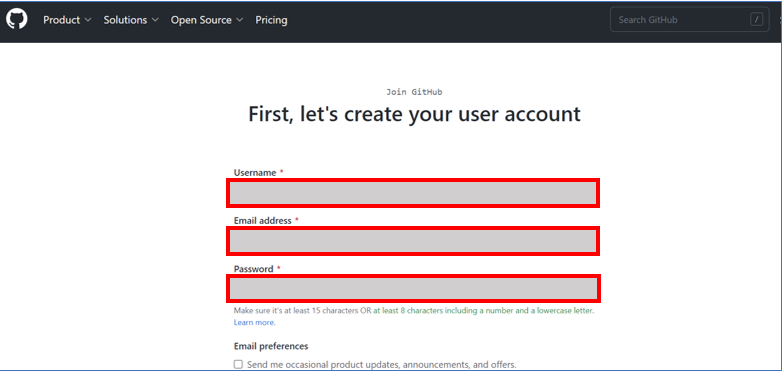 Product Solutions Open Source Pricing Search GitHub /
Join GitHub
First, let's create your user account
Username *
Email address *
Password *
Make sure it's at least 15 characters OR at least 8 characters including a number and a lowercase letter.
Learn more.
Email preferences
Send me occasional product updates, announcements, and offers.